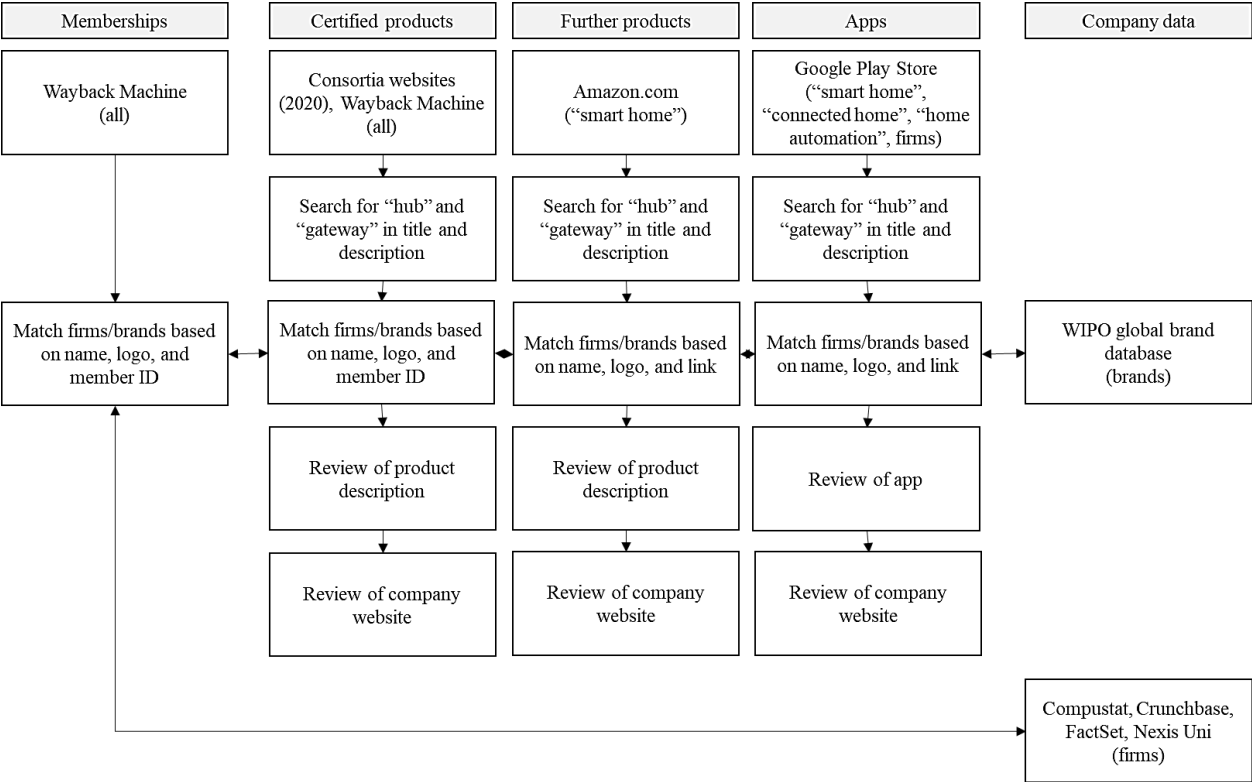 Memberships
Certified products
Further products
Apps
Company data
Wayback Machine
(all)
Consortia websites
(2020), Wayback Machine
(all)
Amazon.com
(“smart home”)
Google Play Store
(“smart home”,
“connected home”, “home
automation”, firms)
Search for “hub” and
“gateway” in title and
description
Search for “hub” and
“gateway” in title and
description
Search for “hub” and
“gateway” in title and
description
Match firms/brands based
on name, logo, and
member ID
Match firms/brands based
on name, logo, and
member ID
Match firms/brands based
on name, logo, and link
Match firms/brands based
on name, logo, and link
WIPO global brand
database
(brands)
Review of product
description
Review of product
description
Review of app
Review of company
website
Review of company
website
Review of company
website
Compustat, Crunchbase,
FactSet, Nexis Uni
(firms)